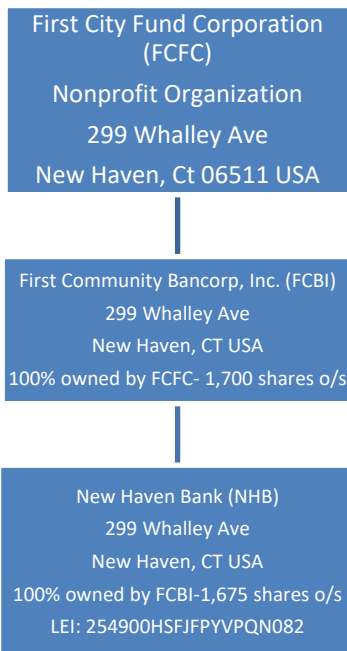 First City Fund Corporation
(FCFC)
Nonprofit Organization
299 Whalley Ave
New Haven, Ct 06511 USA
First Community Bancorp, Inc. (FCBI)
299 Whalley Ave
New Haven, CT USA
100% owned by FCFC- 1,700 shares o/s
New Haven Bank (NHB)
299 Whalley Ave
New Haven, CT USA
100% owned by FCBI-1,675 shares o/s
LEI: 254900HSFJFPYVPQN082